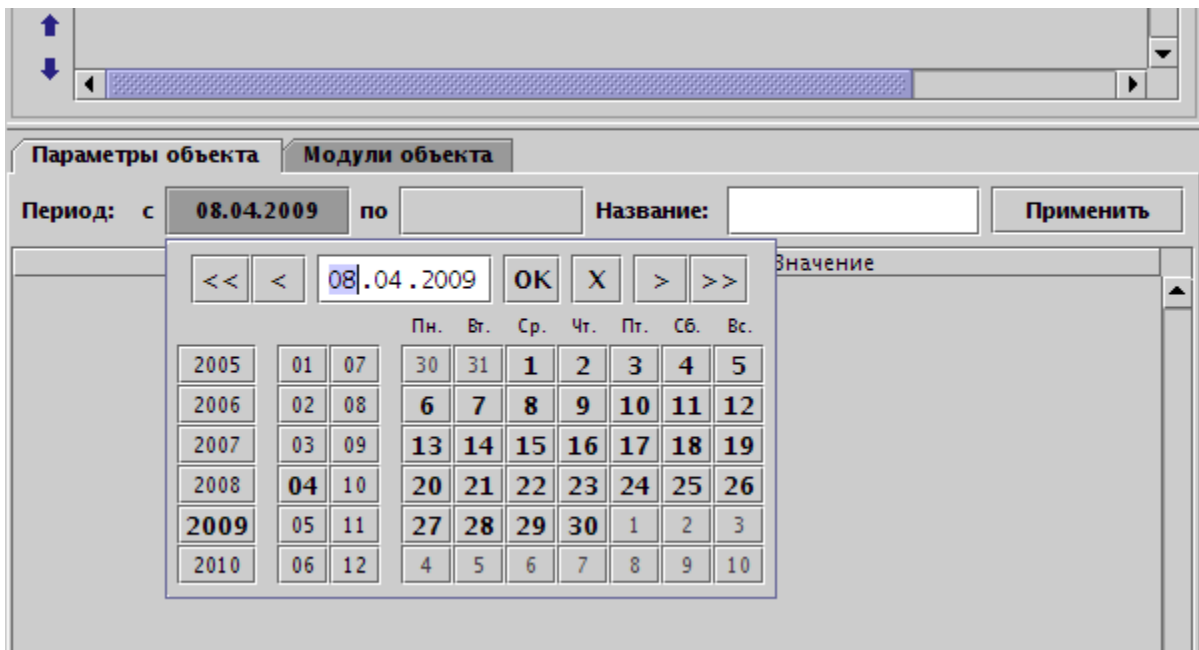 Параметры объекта Модули объекта
Период: с 08.04.2009 по Название: Применить
Значение
<< < 08.04.2009 OK X > >>
Пн. Вт. Ср. Чт. Пт. Сб. Вс.
2005 01 07 30 31 1 2 3 4 5
2006 02 08 6 7 8 9 10 11 12
2007 03 09 13 14 15 16 17 18 19
2008 04 10 20 21 22 23 24 25 26
2009 05 11 27 28 29 30 1 2 3
2010 06 12 4 5 6 7 8 9 10